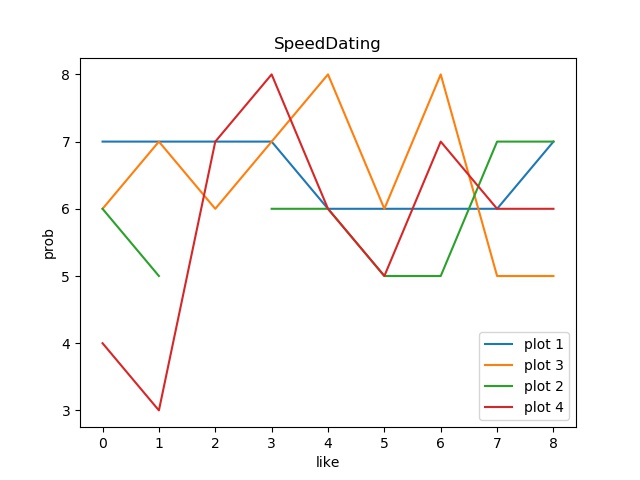 SpeedDating
prob
8
7
6
5
4
3
0 1 2 3 4 5 6 7 8
like
plot 1
plot 3
plot 2
plot 4